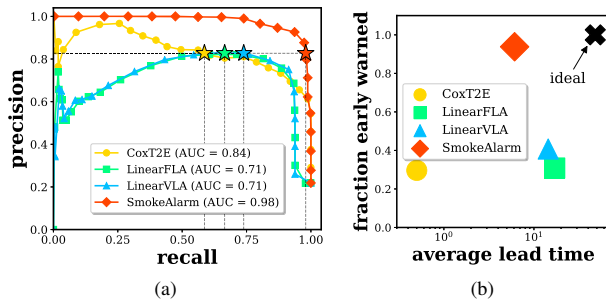 precision
1.0
0.8
0.6
0.4
0.2
0.0
CoxT2E (AUC = 0.84)
LinearFLA (AUC = 0.71)
LinearVLA (AUC = 0.71)
SmokeAlarm (AUC = 0.98)
0.00
0.25
0.50
0.75
1.00
recall
(a)
fraction early warned
1.0
0.8
0.6
0.4
0.2
0.0
ideal
CoxT2E
LinearFLA
LinearVLA
SmokeAlarm
10⁰
10¹
average lead time
(b)